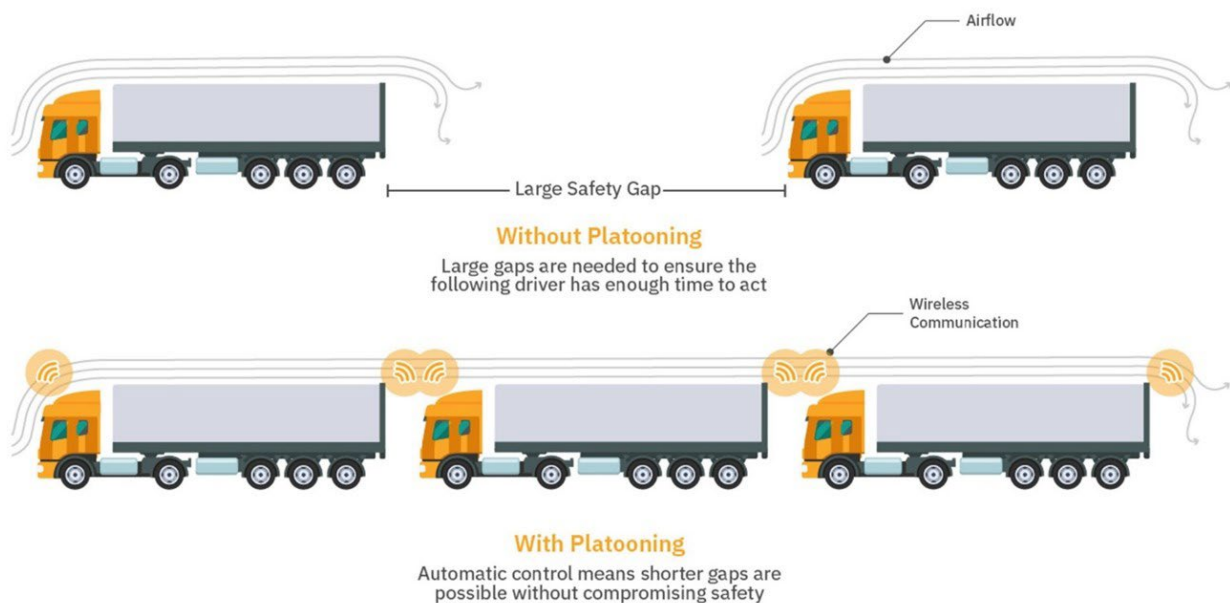 Airflow
Large Safety Gap
Without Platooning
Large gaps are needed to ensure the
following driver has enough time to act
Wireless
Communication
With Platooning
Automatic control means shorter gaps are
possible without compromising safety